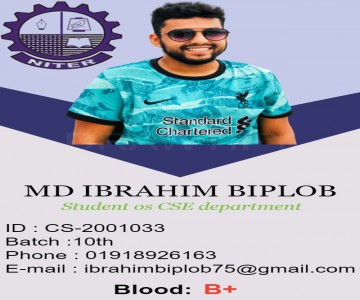 NITER
Standard
Chartered
MD IBRAHIM BIPLOB
Student os CSE department
ID : CS-2001033
Batch :10th
Phone : 01918926163
E-mail : ibrahimbiplob75@gmail.com
Blood: B+